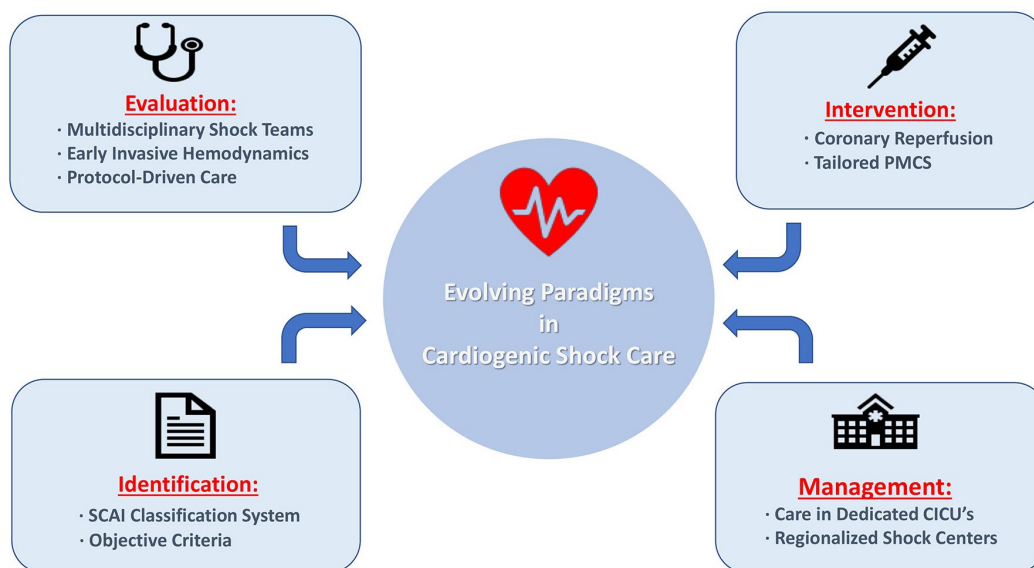 Evaluation:
· Multidisciplinary Shock Teams
· Early Invasive Hemodynamics
· Protocol-Driven Care
Intervention:
· Coronary Reperfusion
· Tailored PMCS
Evolving Paradigms
in
Cardiogenic Shock Care
Identification:
· SCAI Classification System
· Objective Criteria
Management:
· Care in Dedicated CICU's
· Regionalized Shock Centers